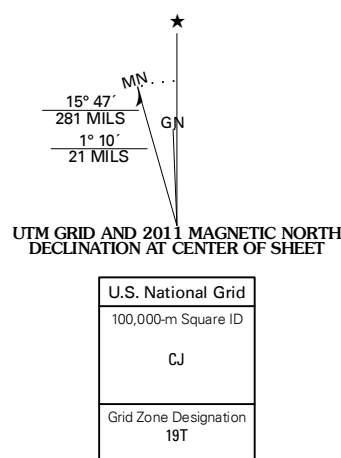 ★
MN
GN
15° 47´
281 MILS
1° 10´
21 MILS
UTM GRID AND 2011 MAGNETIC NORTH
DECLINATION AT CENTER OF SHEET
U.S. National Grid
100,000-m Square ID
CJ
Grid Zone Designation
19T